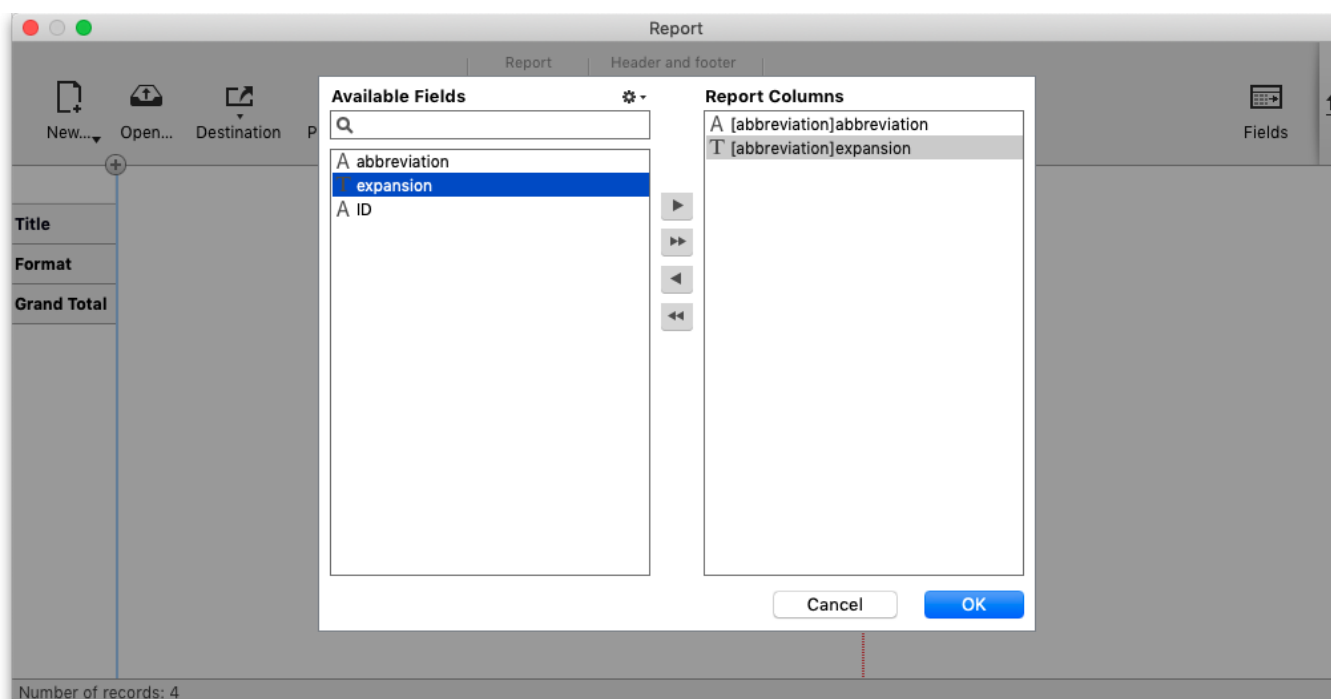 Report
Report Header and footer
New... Open... Destination P
Fields
Available Fields
Report Columns
A abbreviation
T expansion
A ID
A [abbreviation]abbreviation
T [abbreviation]expansion
Title
Format
Grand Total
Cancel OK
Number of records: 4